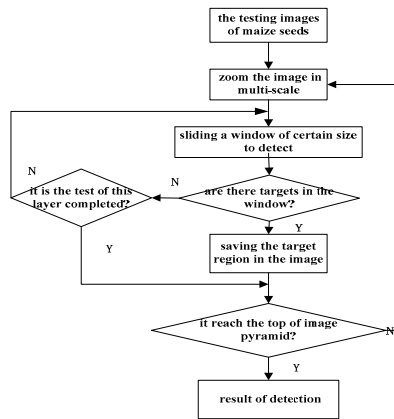 the testing images
of maize seeds
zoom the image in
multi-scale
sliding a window of certain size
to detect
N
it is the test of this
layer completed?
N
are there targets in the
window?
Y
Y
saving the target
region in the image
it reach the top of image
pyramid?
N
Y
result of detection